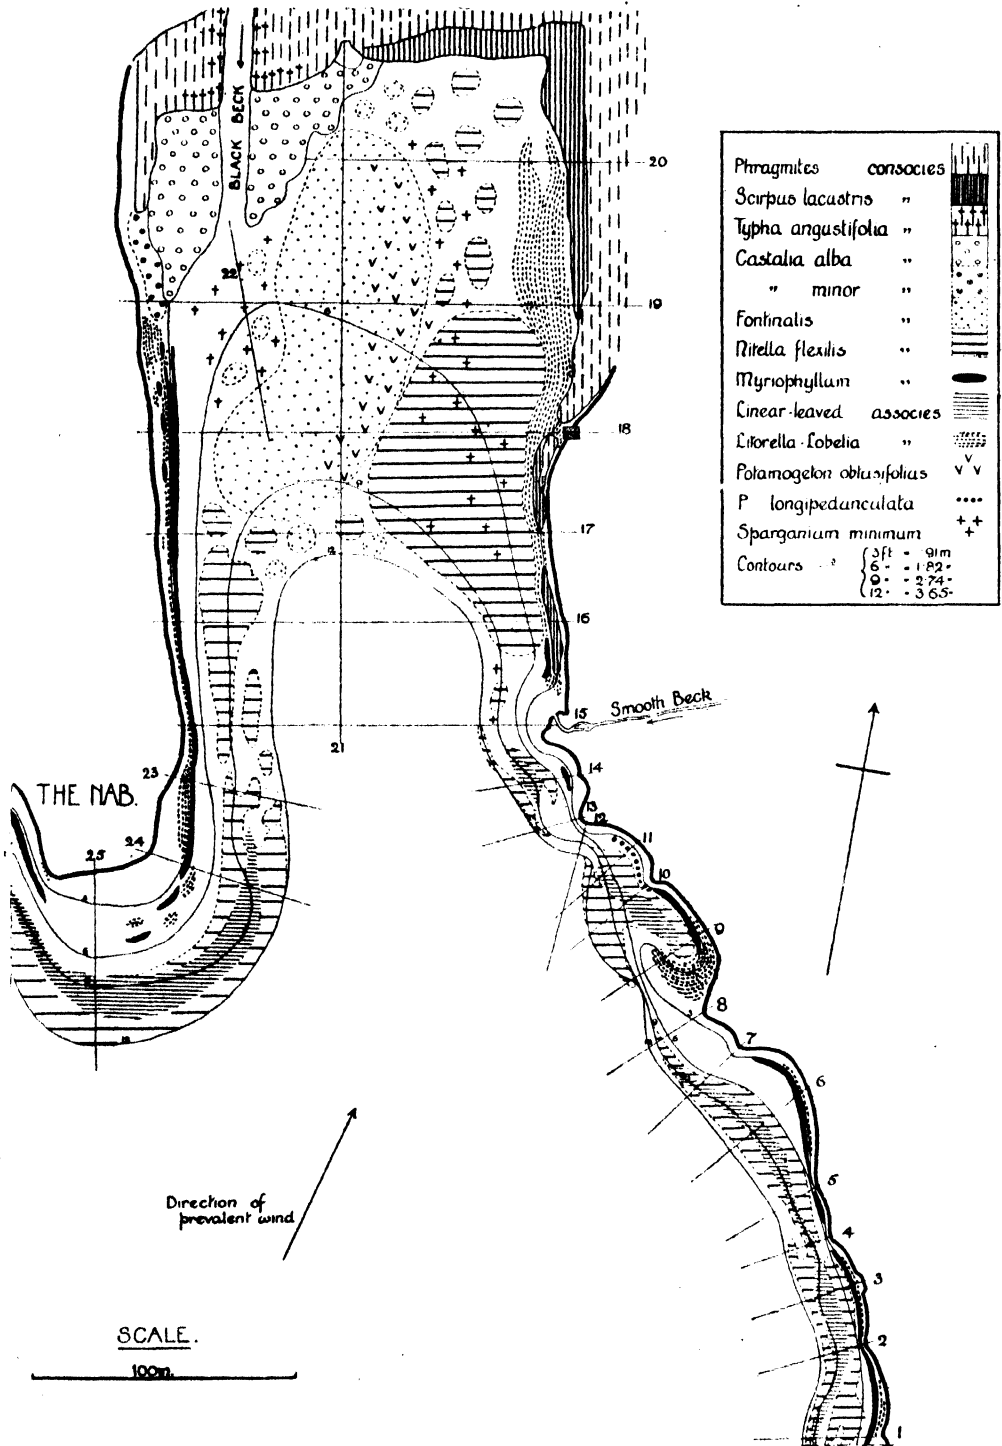 BLACK BECK
20
22
19
18
17
12
16
Smooth Beck
15
21
14
23
THE NAB.
13
12
24
11
25
10
9
8
7
6
5
4
3
2
1
Direction of
prevalent wind
SCALE.
100m.
Phragmites consocies
Scirpus lacustris "
Typha angustifolia "
Castalia alba "
" minor "
Fontinalis "
Nitella flexilis "
Myriophyllum "
Linear-leaved associes
Litorella-Lobelia "
Potamogeton obtusifolius
P longipedunculata
Sparganium minimum
Contours
3ft - .91m
6 - 1.82
9 - 2.74
12 - 3.65